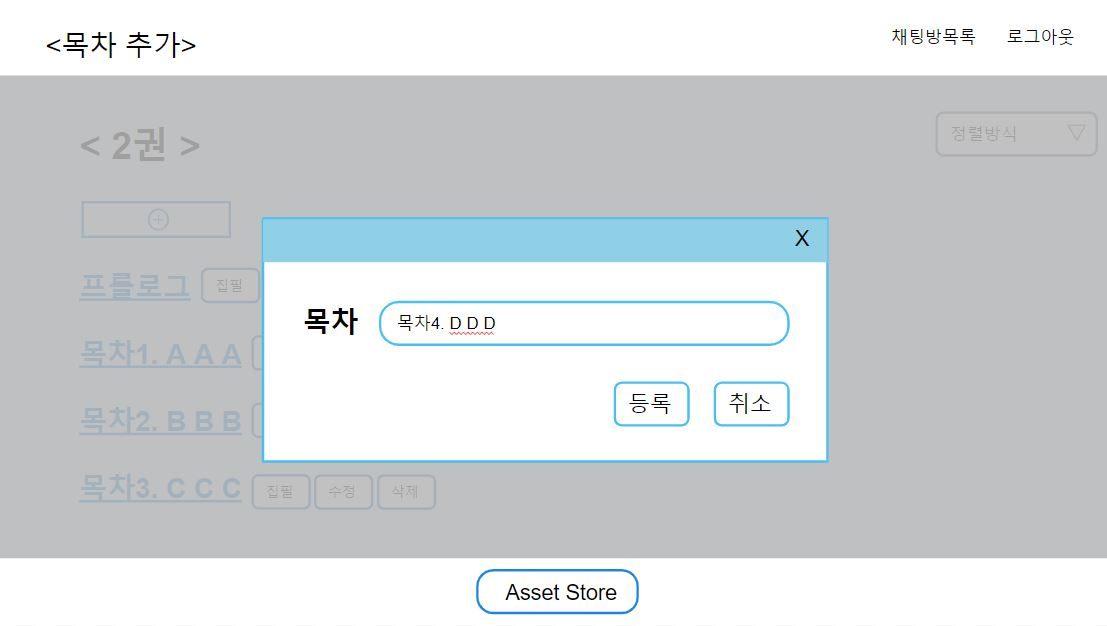 <목차 추가>
채팅방목록 로그아웃
< 2권 >
정렬방식
프롤로그 집필
목차1. A A A
목차2. B B B
목차3. C C C 집필 수정 삭제
X
목차 목차4. D D D
등록 취소
Asset Store